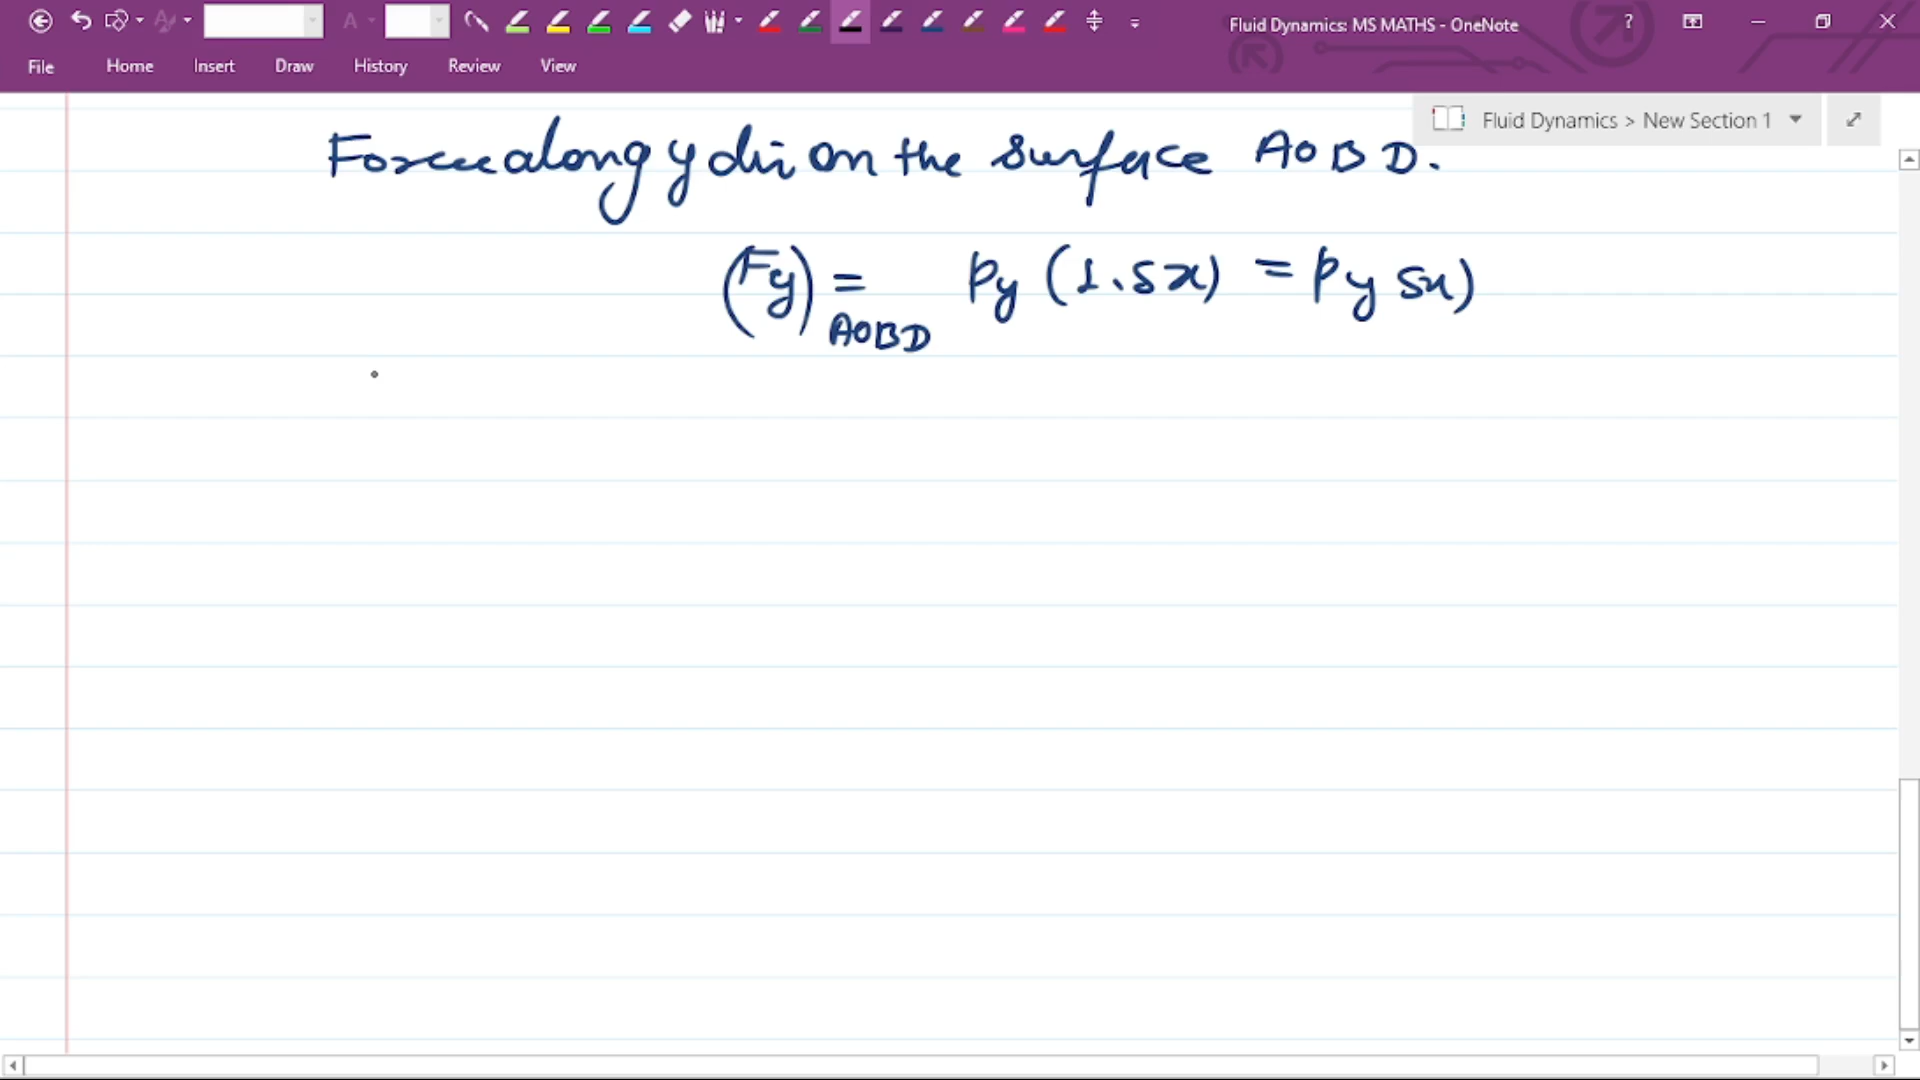 Fluid Dynamics: MS MATHS - OneNote
File Home Insert Draw History Review View
Fluid Dynamics > New Section 1
Force along y dir on the surface AOBD.
(Fy)AOBD = Py (1.δx) = Py δx)